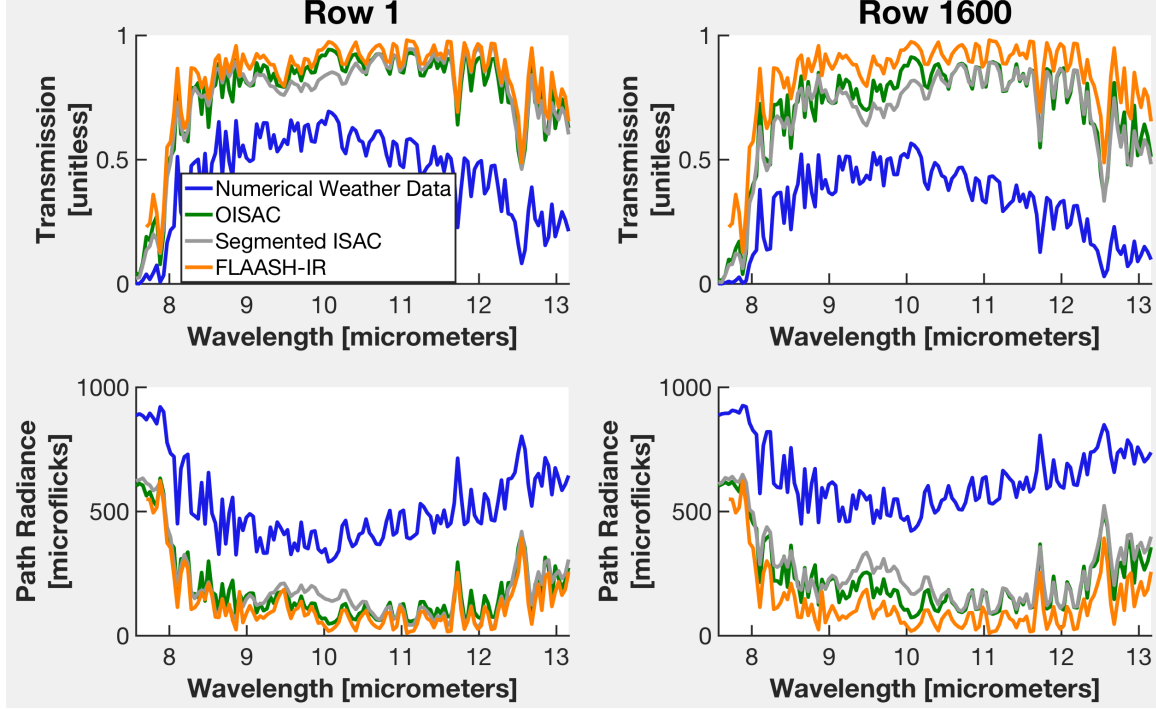 Row 1
Row 1600
Transmission
[unitless]
1
0.5
0
Numerical Weather Data
OISAC
Segmented ISAC
FLAASH-IR
8 9 10 11 12 13
Wavelength [micrometers]
Transmission
[unitless]
1
0.5
0
8 9 10 11 12 13
Wavelength [micrometers]
Path Radiance
[microflicks]
1000
500
0
8 9 10 11 12 13
Wavelength [micrometers]
Path Radiance
[microflicks]
1000
500
0
8 9 10 11 12 13
Wavelength [micrometers]